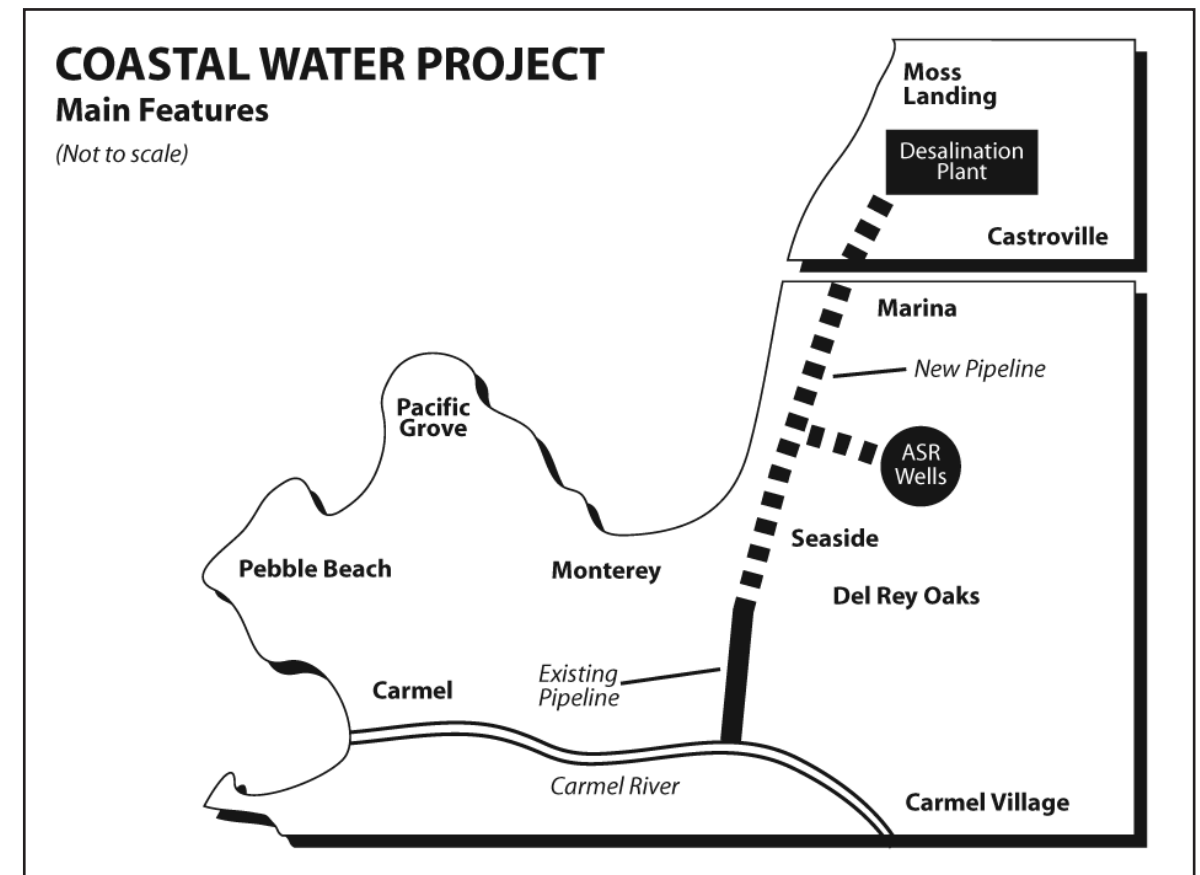 COASTAL WATER PROJECT
Main Features
(Not to scale)
Moss
Landing
Desalination
Plant
Castroville
Marina
New Pipeline
Pacific
Grove
ASR
Wells
Seaside
Pebble Beach
Monterey
Del Rey Oaks
Existing
Pipeline
Carmel
Carmel River
Carmel Village